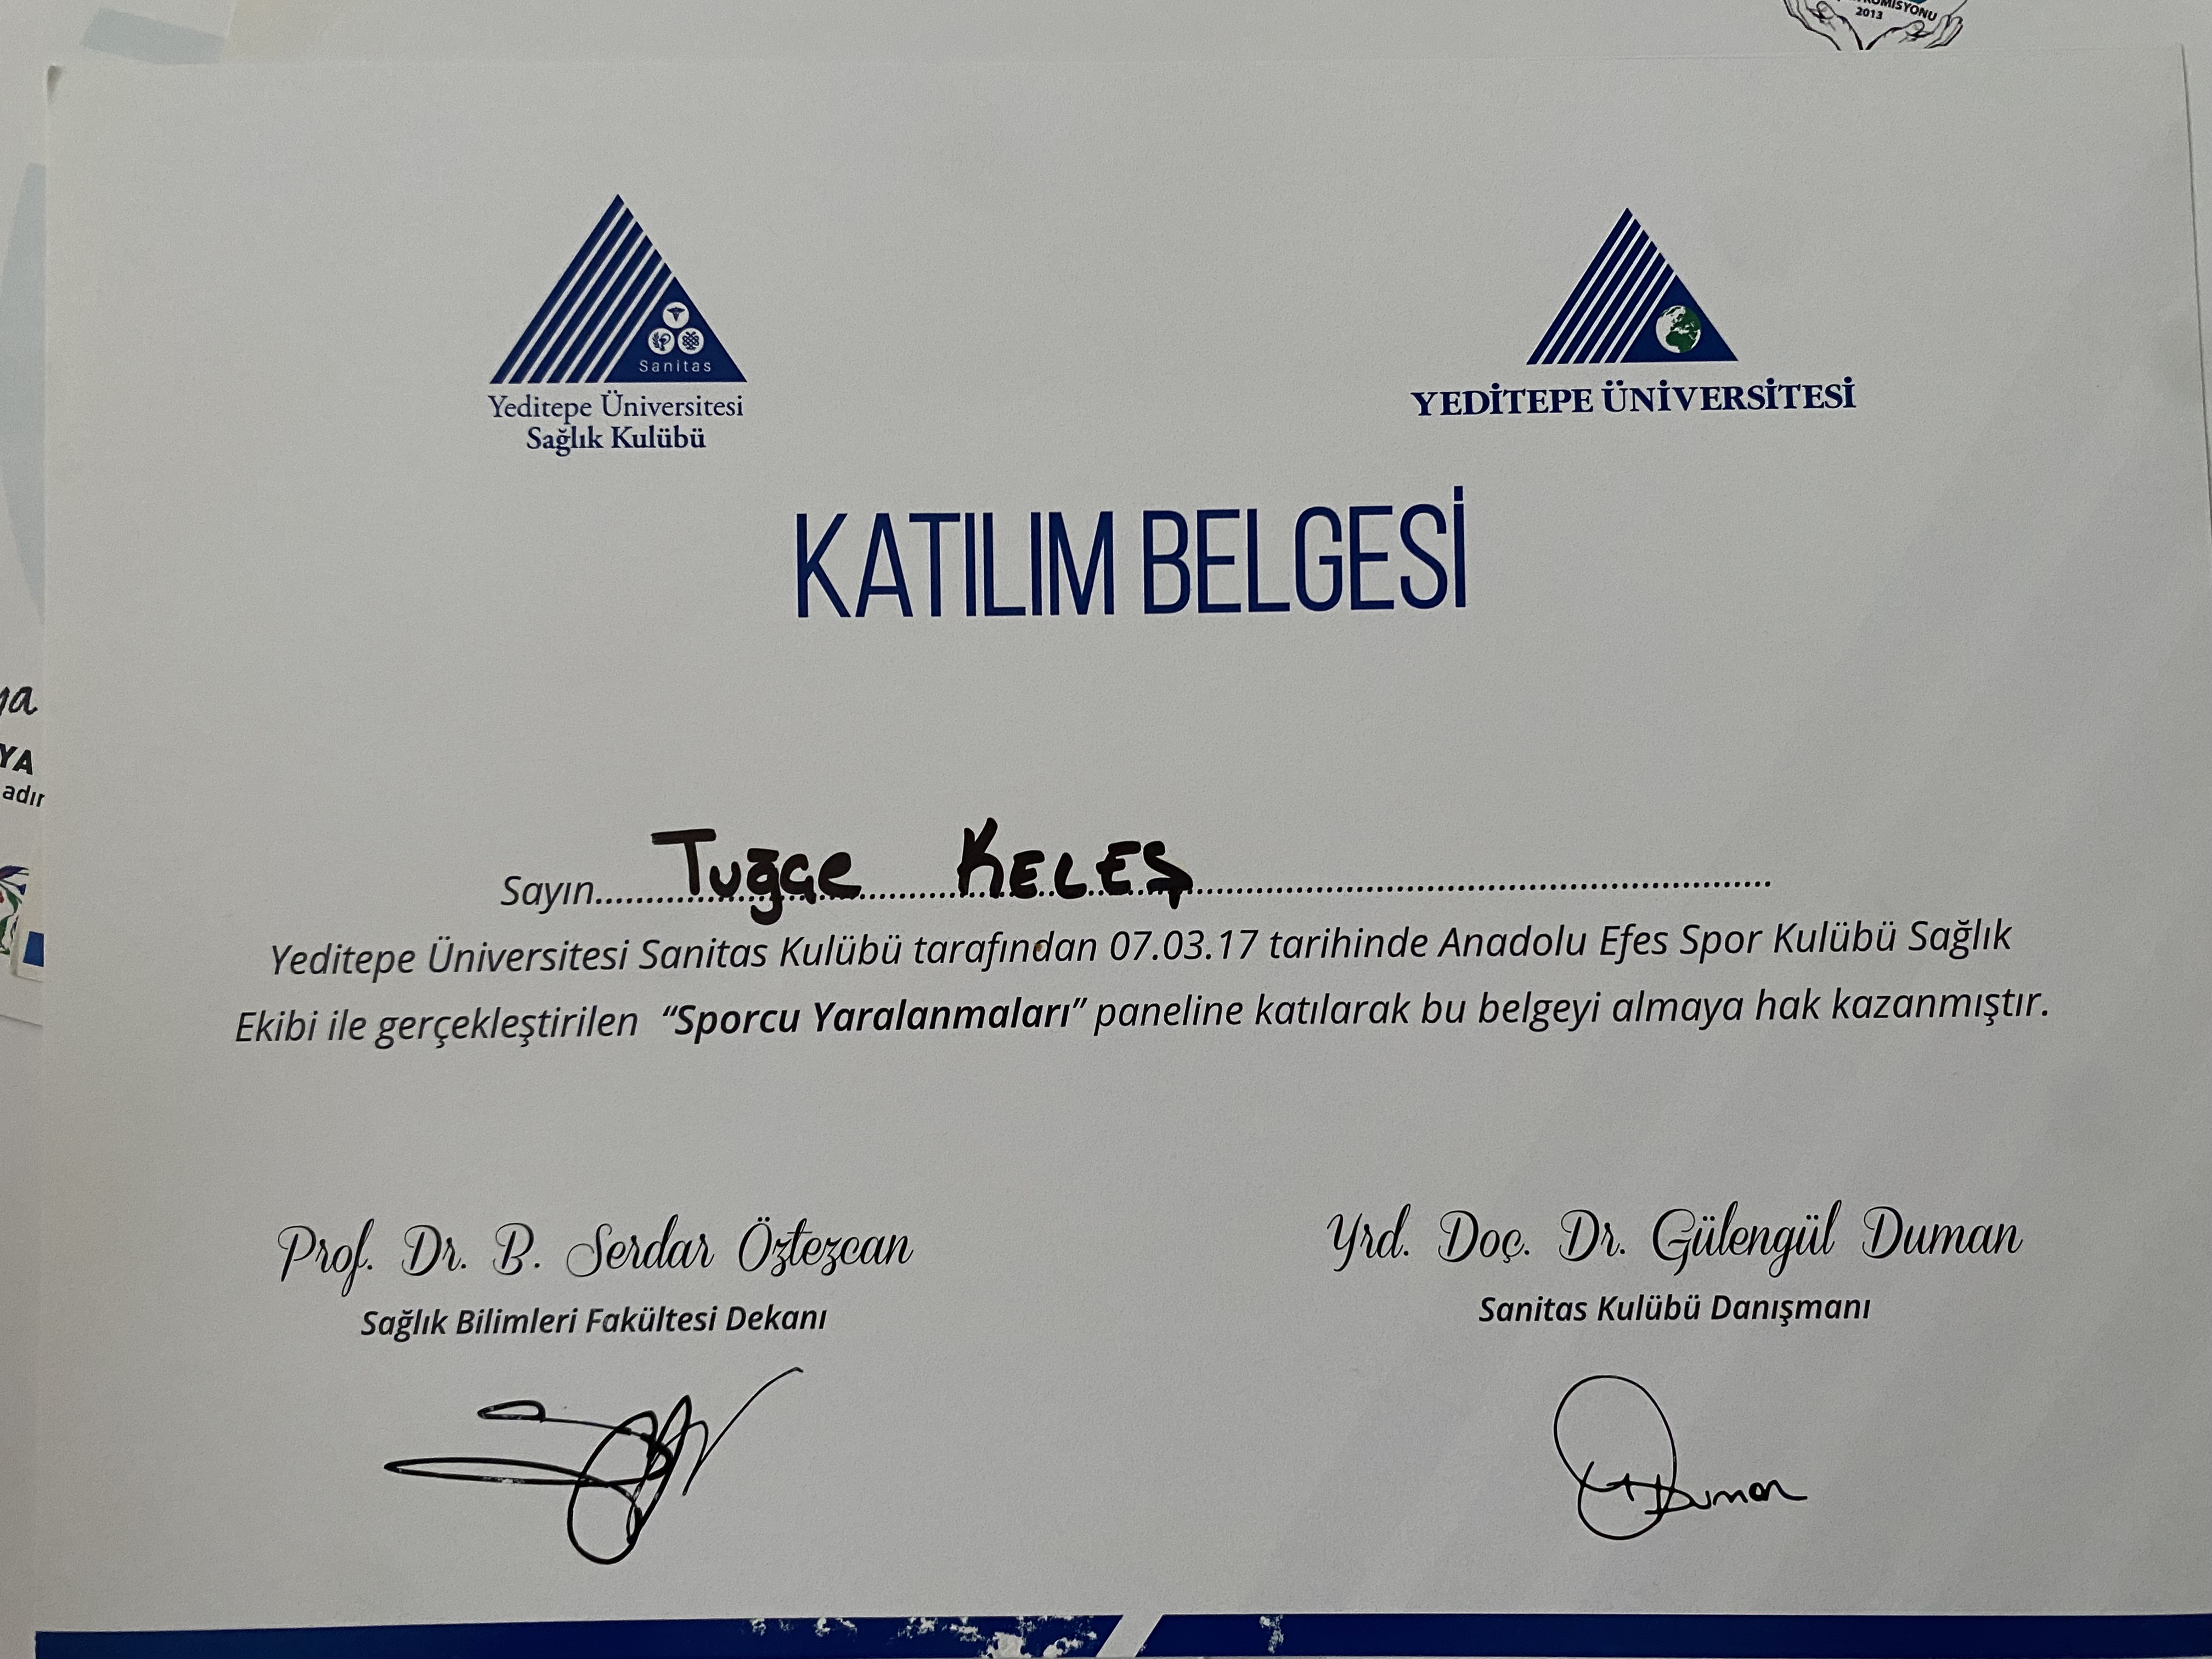 KOMİSYONU
2013
Sanitas
Yeditepe Üniversitesi
Sağlık Kulübü
YEDİTEPE ÜNİVERSİTESİ
KATILIM BELGESİ
ya
YA
adır
Sayın..... Tuğçe KELEŞ .....
Yeditepe Üniversitesi Sanitas Kulübü tarafından 07.03.17 tarihinde Anadolu Efes Spor Kulübü Sağlık
Ekibi ile gerçekleştirilen “Sporcu Yaralanmaları” paneline katılarak bu belgeyi almaya hak kazanmıştır.
Prof. Dr. B. Serdar Öztezcan
Yrd. Doç. Dr. Gülengül Duman
Sağlık Bilimleri Fakültesi Dekanı
Sanitas Kulübü Danışmanı
Duman